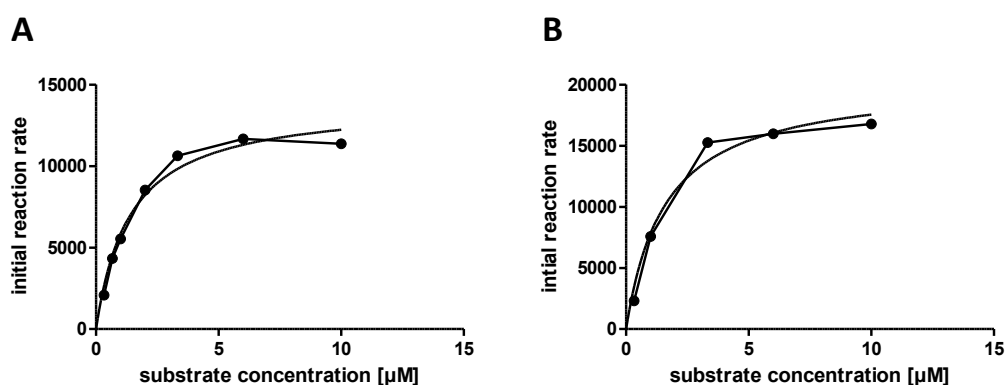 A
15000
10000
5000
0
initial reaction rate
0 5 10 15
substrate concentration [µM]
B
20000
15000
10000
5000
0
intial reaction rate
0 5 10 15
substrate concentration [µM]